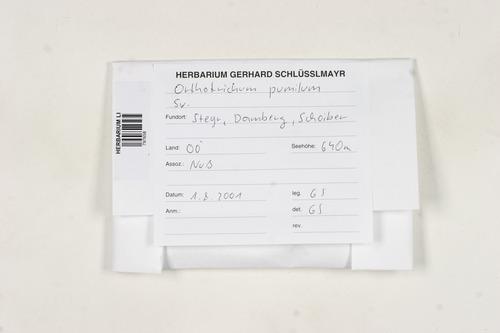 HERBARIUM GERHARD SCHLÜSSLMAYR
Orthotrichum pumilum
Sw.
Fundort: Steyr, Damberg, Schoiber
Land: OÖ Seehöhe: 640m
Assoz.: Nuß
Datum: 1.8.2001 leg. GS
Anm.: det. GS
rev.
HERBARIUM LI